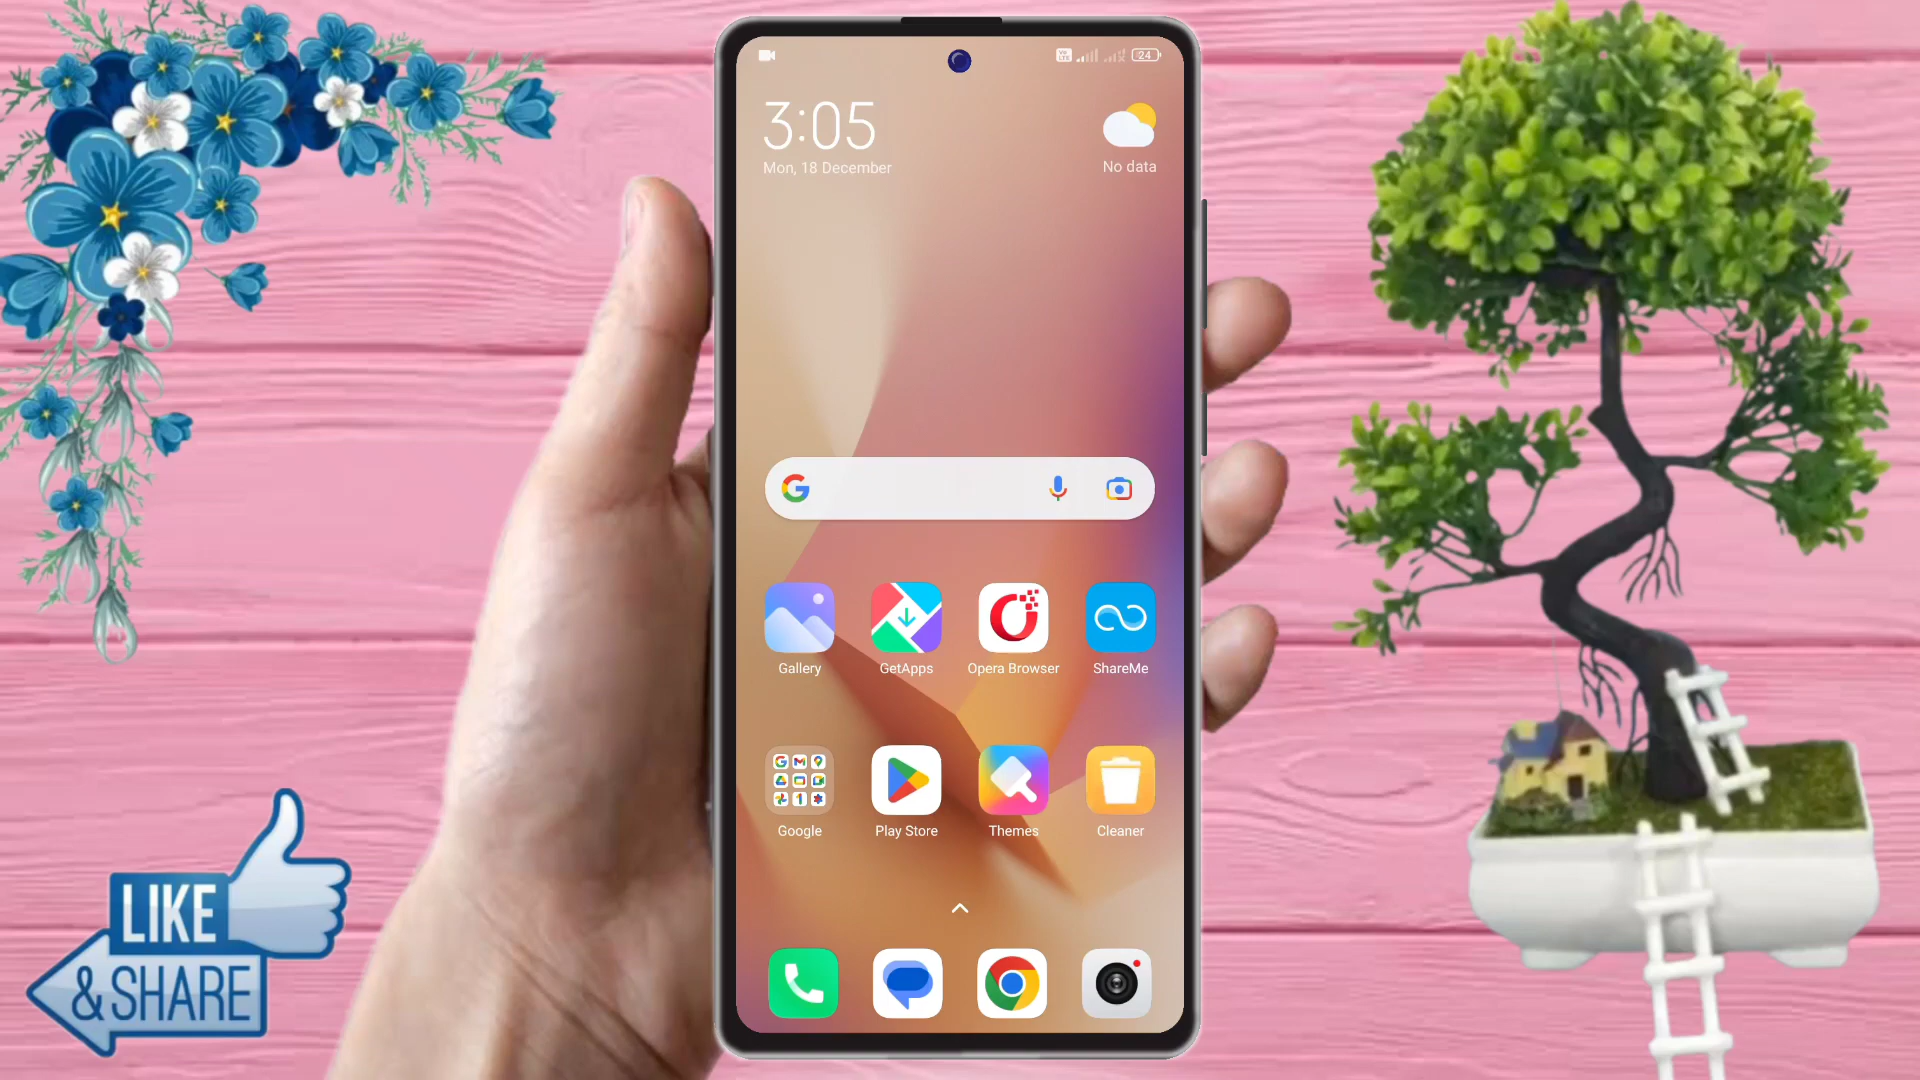 24
3:05
Mon, 18 December
No data
Gallery
GetApps
Opera Browser
ShareMe
Google
Play Store
Themes
Cleaner
LIKE
& SHARE